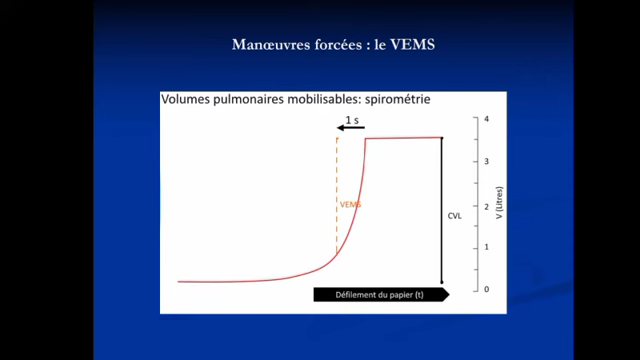 Manœuvres forcées : le VEMS
Volumes pulmonaires mobilisables: spirométrie
1 s
4
3
VEMS
CVL
2
V (Litres)
1
Défilement du papier (t)
0